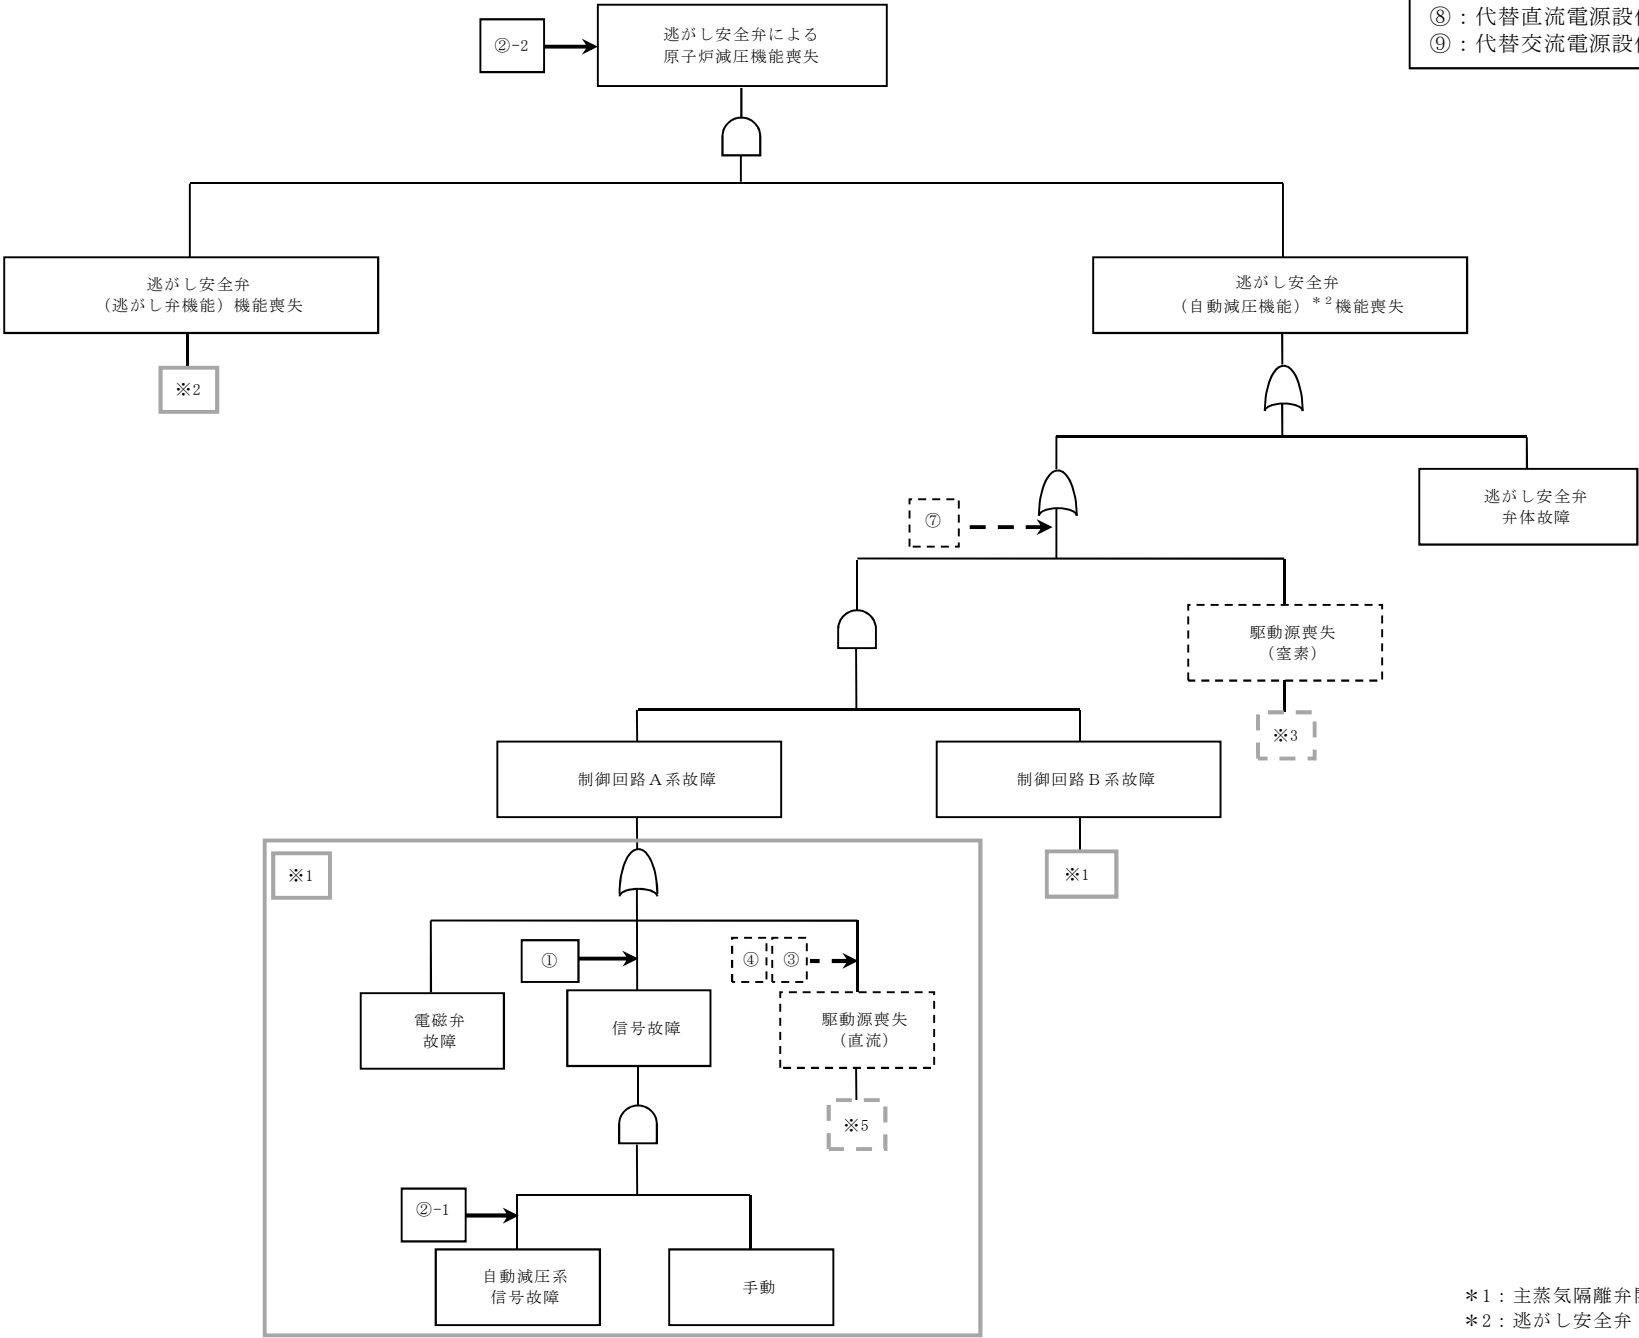 ⑧：代替直流電源設
⑨：代替交流電源設
②-2
逃がし安全弁による
原子炉減圧機能喪失
逃がし安全弁
（逃がし弁機能）機能喪失
※2
逃がし安全弁
（自動減圧機能）＊2機能喪失
逃がし安全弁
弁体故障
⑦
駆動源喪失
（窒素）
※3
制御回路A系故障
制御回路B系故障
※1
※1
①
④
③
電磁弁
故障
信号故障
駆動源喪失
（直流）
※5
②-1
自動減圧系
信号故障
手動
＊1：主蒸気隔離弁
＊2：逃がし安全弁